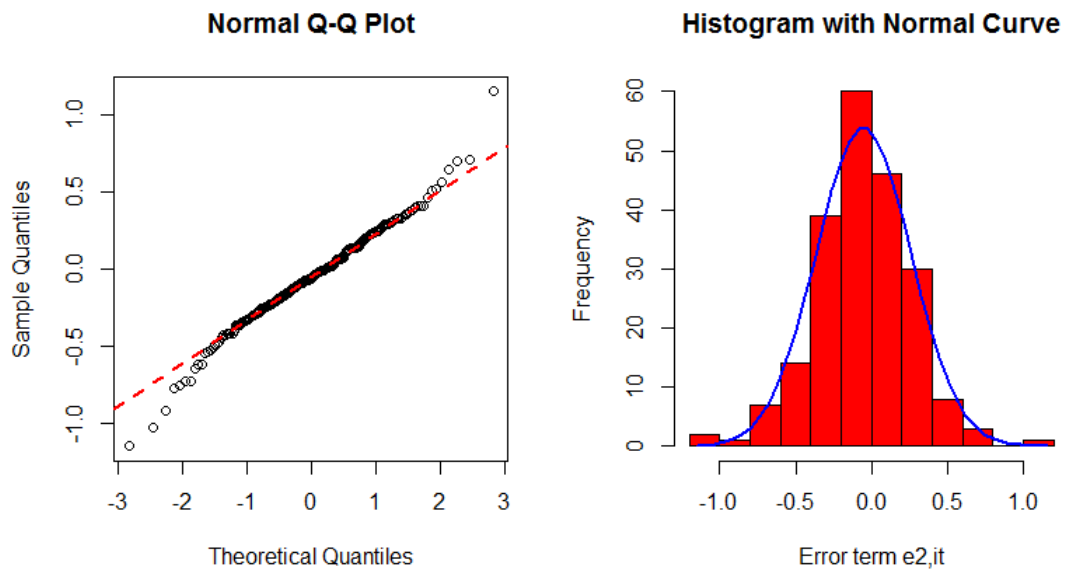 Normal Q-Q Plot
Sample Quantiles
1.0
0.5
0.0
-0.5
-1.0
-3 -2 -1 0 1 2 3
Theoretical Quantiles
Histogram with Normal Curve
Frequency
60
50
40
30
20
10
0
-1.0 -0.5 0.0 0.5 1.0
Error term e2,it